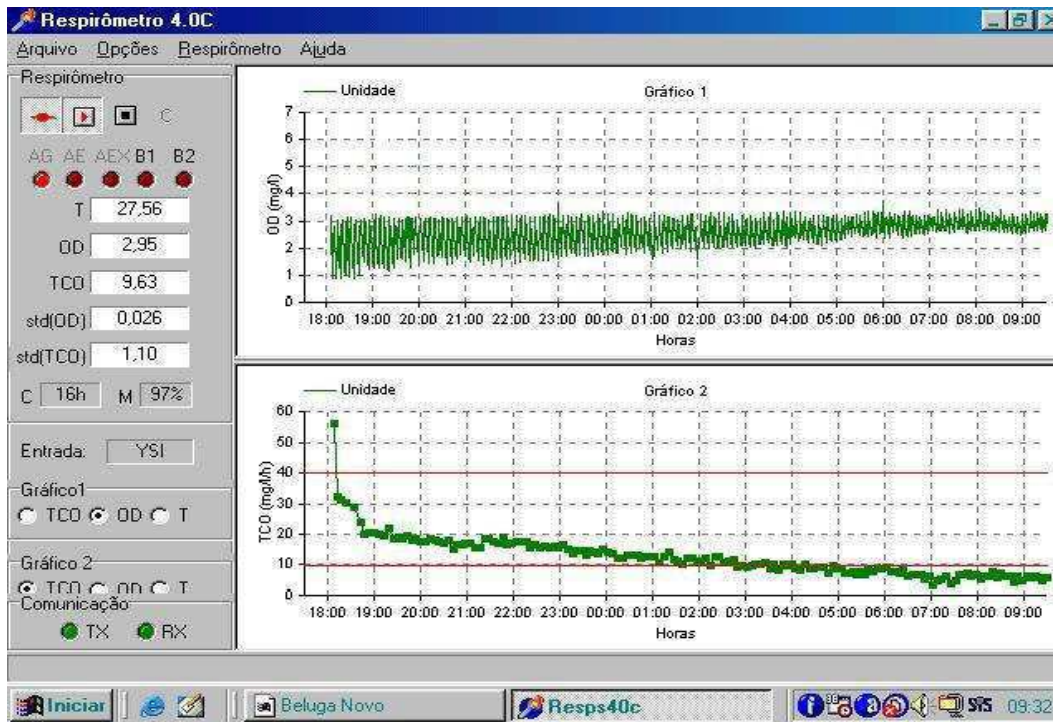 Respirômetro 4.0C
Arquivo Opções Respirômetro Ajuda
Respirômetro
C
AG AE AEX B1 B2
T 27,56
OD 2,95
TCO 9,63
std(OD) 0,026
std(TCO) 1,10
C 16h M 97%
Entrada: YSI
Gráfico1
TCO OD T
Gráfico 2
TCO OD T
Comunicação
TX RX
Unidade Gráfico 1
7
6
5
4
3
2
1
0
OD (mg/l)
18:00 19:00 20:00 21:00 22:00 23:00 00:00 01:00 02:00 03:00 04:00 05:00 06:00 07:00 08:00 09:00
Horas
Unidade Gráfico 2
60
50
40
30
20
10
0
TCO (mg/l/h)
18:00 19:00 20:00 21:00 22:00 23:00 00:00 01:00 02:00 03:00 04:00 05:00 06:00 07:00 08:00 09:00
Horas
Iniciar Beluga Novo Resps40c SiS 09:32